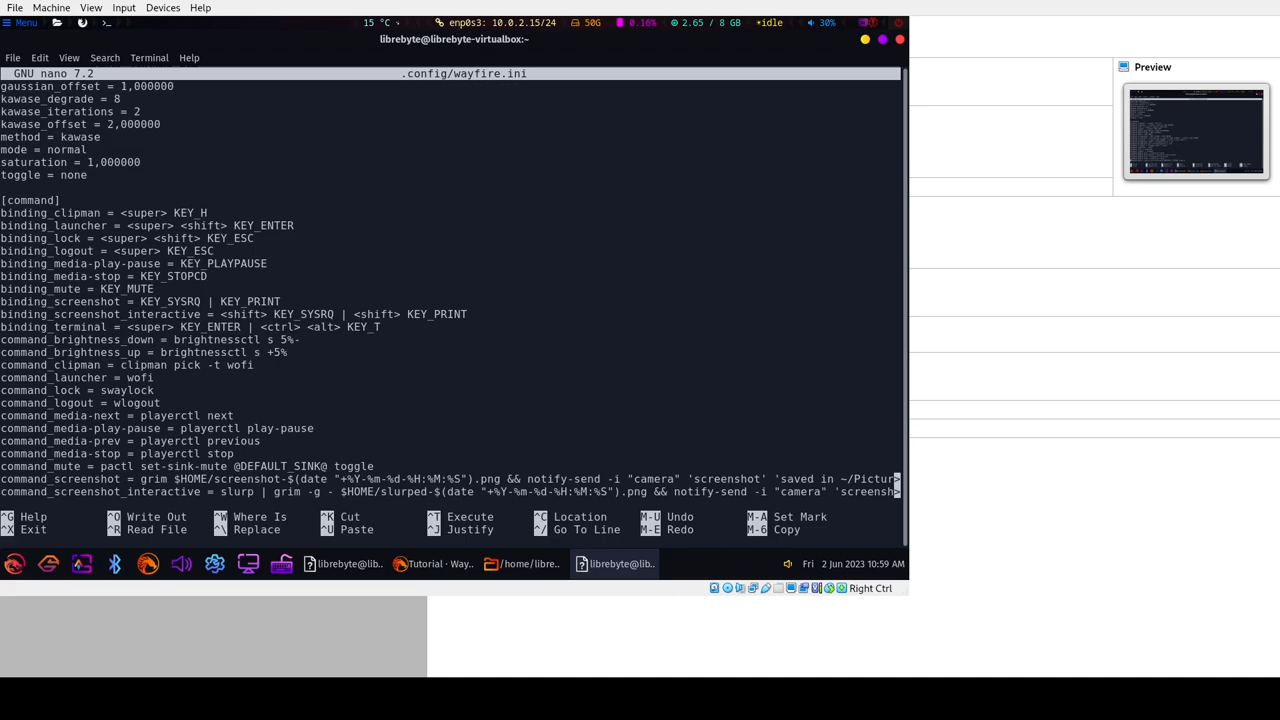 File Machine View Input Devices Help
Menu 15 °C enp0s3: 10.0.2.15/24 50G 0.16% 2.65 / 8 GB *idle 30%
librebyte@librebyte-virtualbox:~
Preview
File Edit View Search Terminal Help
GNU nano 7.2 .config/wayfire.ini
gaussian_offset = 1,000000
kawase_degrade = 8
kawase_iterations = 2
kawase_offset = 2,000000
method = kawase
mode = normal
saturation = 1,000000
toggle = none
[command]
binding_clipman = <super> KEY_H
binding_launcher = <super> <shift> KEY_ENTER
binding_lock = <super> <shift> KEY_ESC
binding_logout = <super> KEY_ESC
binding_media-play-pause = KEY_PLAYPAUSE
binding_media-stop = KEY_STOPCD
binding_mute = KEY_MUTE
binding_screenshot = KEY_SYSRQ | KEY_PRINT
binding_screenshot_interactive = <shift> KEY_SYSRQ | <shift> KEY_PRINT
binding_terminal = <super> KEY_ENTER | <ctrl> <alt> KEY_T
command_brightness_down = brightnessctl s 5%-
command_brightness_up = brightnessctl s +5%
command_clipman = clipman pick -t wofi
command_launcher = wofi
command_lock = swaylock
command_logout = wlogout
command_media-next = playerctl next
command_media-play-pause = playerctl play-pause
command_media-prev = playerctl previous
command_media-stop = playerctl stop
command_mute = pactl set-sink-mute @DEFAULT_SINK@ toggle
command_screenshot = grim $HOME/screenshot-$(date "+%Y-%m-%d-%H:%M:%S").png && notify-send -i "camera" 'screenshot' 'saved in ~/Pictur>
command_screenshot_interactive = slurp | grim -g - $HOME/slurped-$(date "+%Y-%m-%d-%H:%M:%S").png && notify-send -i "camera" 'screensh>
^G Help ^O Write Out ^W Where Is ^K Cut ^T Execute ^C Location M-U Undo M-A Set Mark
^X Exit ^R Read File ^\ Replace ^U Paste ^J Justify ^/ Go To Line M-E Redo M-6 Copy
librebyte@lib.. Tutorial · Way.. /home/libre... librebyte@lib.. Fri 2 Jun 2023 10:59 AM
Right Ctrl